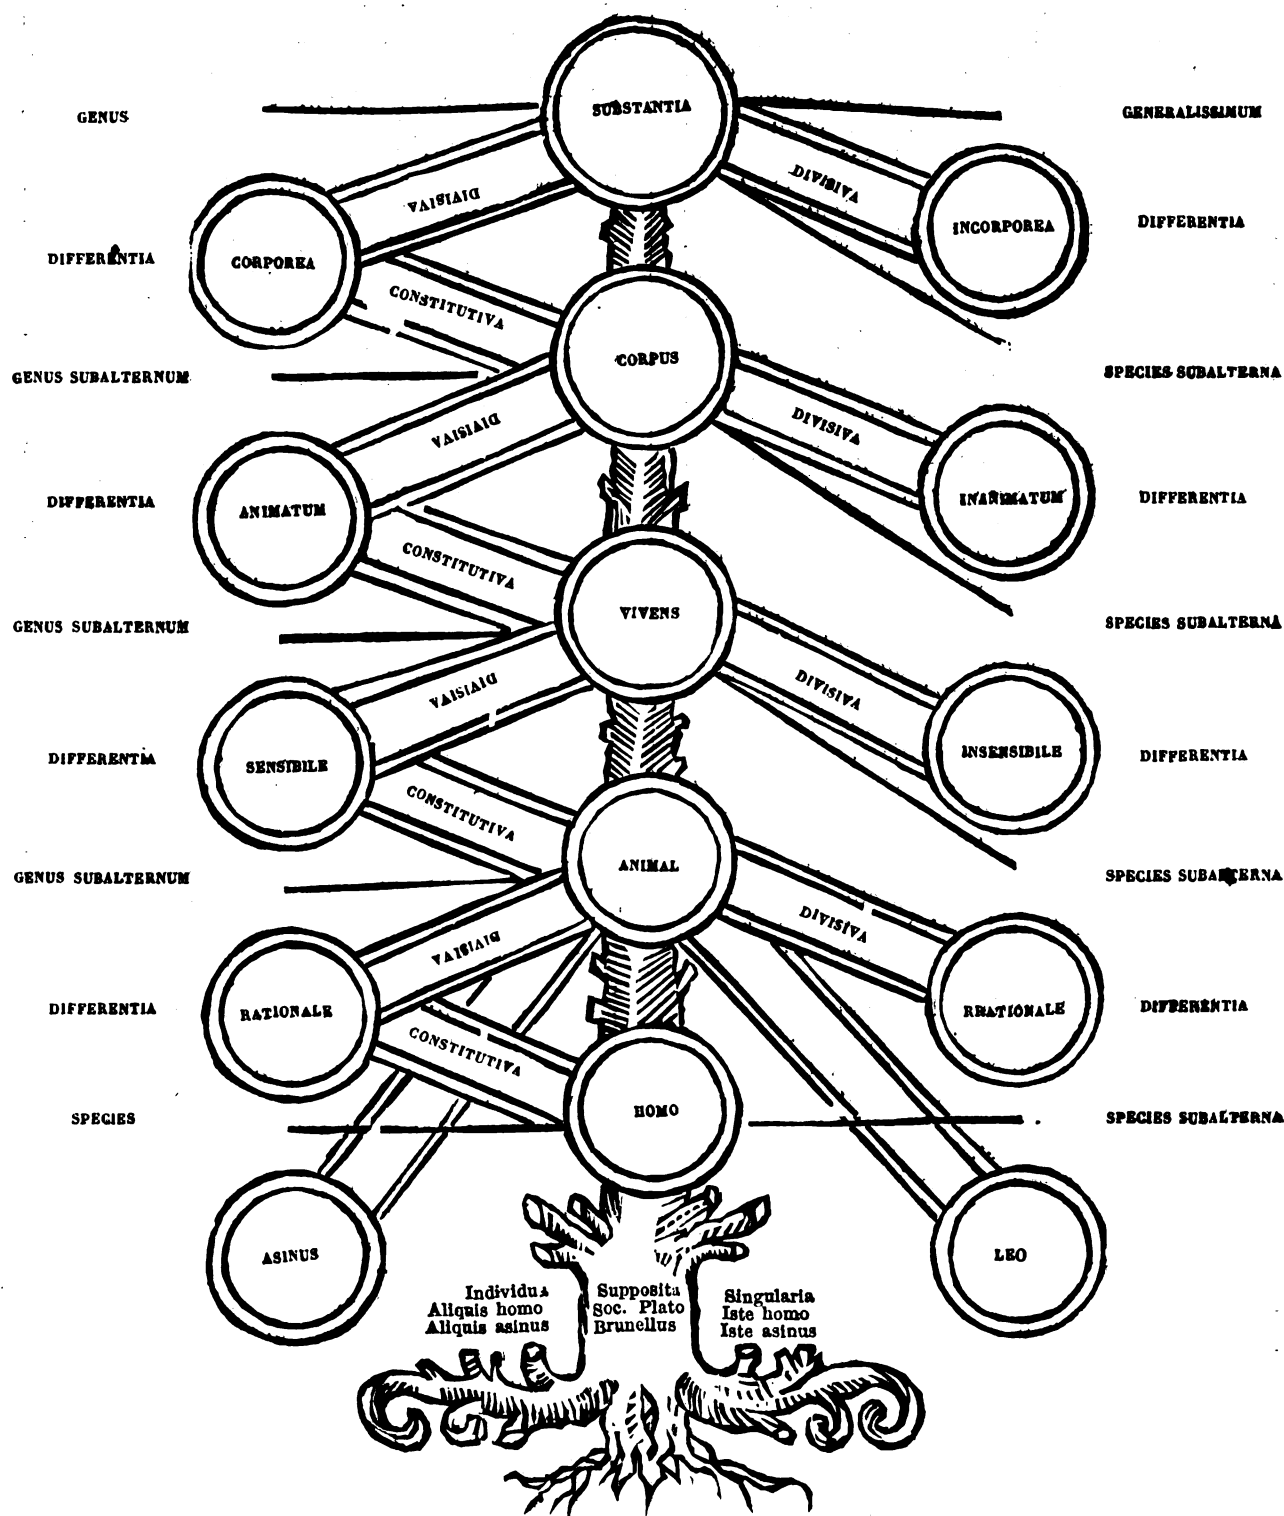 SUBSTANTIA
GENUS
GENERALISSIMUM
DIVISIVA
DIVISIVA
INCORPOREA
DIFFERENTIA
DIFFERENTIA
CORPOREA
CONSTITUTIVA
CORPUS
GENUS SUBALTERNUM
SPECIES SUBALTERNA
DIVISIVA
DIVISIVA
DIFFERENTIA
ANIMATUM
INANIMATUM
DIFFERENTIA
CONSTITUTIVA
VIVENS
GENUS SUBALTERNUM
SPECIES SUBALTERNA
DIVISIVA
DIVISIVA
DIFFERENTIA
SENSIBILE
INSENSIBILE
DIFFERENTIA
CONSTITUTIVA
ANIMAL
GENUS SUBALTERNUM
SPECIES SUBALTERNA
DIVISIVA
DIVISIVA
DIFFERENTIA
RATIONALE
RRATIONALE
DIFFERENTIA
CONSTITUTIVA
HOMO
SPECIES
SPECIES SUBALTERNA
ASINUS
LEO
Individua
Aliquis homo
Aliquis asinus
Supposita
Soc. Plato
Brunellus
Singularia
Iste homo
Iste asinus